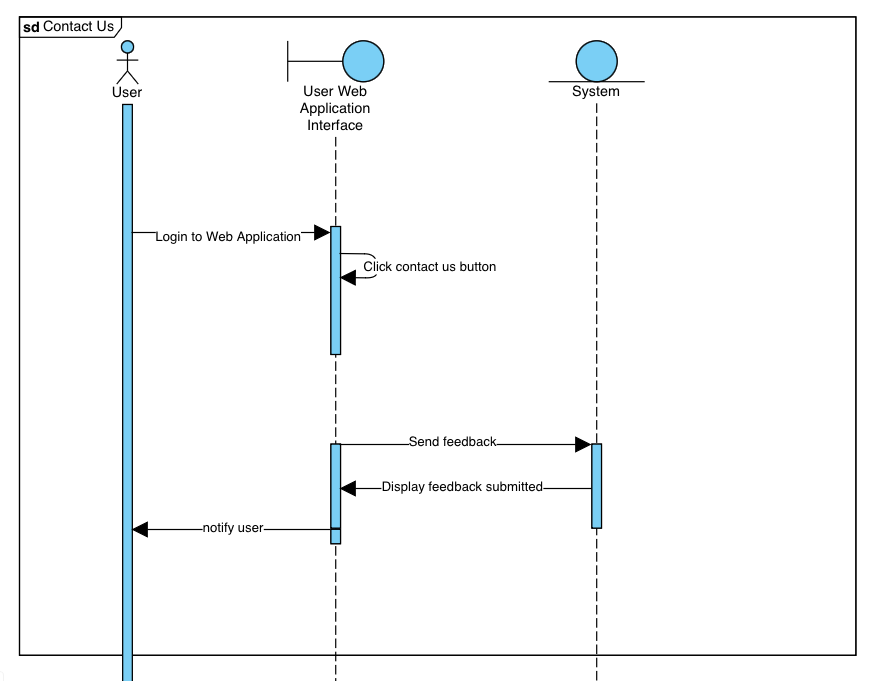 sd Contact Us
User
User Web
Application
Interface
System
Login to Web Application
Click contact us button
Send feedback
Display feedback submitted
notify user